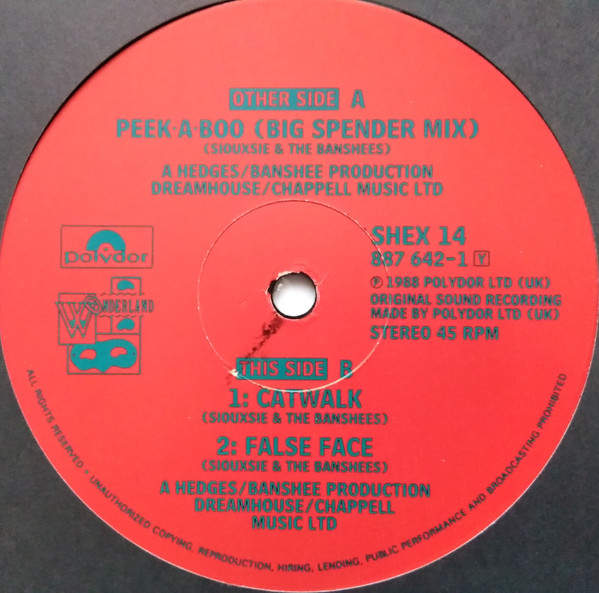 OTHER SIDE A
PEEK-A-BOO (BIG SPENDER MIX)
(SIOUXSIE & THE BANSHEES)
A HEDGES/BANSHEE PRODUCTION
DREAMHOUSE/CHAPPELL MUSIC LTD
polydor
WONDERLAND
SHEX 14
887 642-1 Y
℗ 1988 POLYDOR LTD (UK)
ORIGINAL SOUND RECORDING
MADE BY POLYDOR LTD (UK)
STEREO 45 RPM
THIS SIDE B
1: CATWALK
(SIOUXSIE & THE BANSHEES)
2: FALSE FACE
(SIOUXSIE & THE BANSHEES)
A HEDGES/BANSHEE PRODUCTION
DREAMHOUSE/CHAPPELL
MUSIC LTD
ALL RIGHTS RESERVED • UNAUTHORIZED COPYING, REPRODUCTION, HIRING, LENDING, PUBLIC PERFORMANCE AND BROADCASTING PROHIBITED